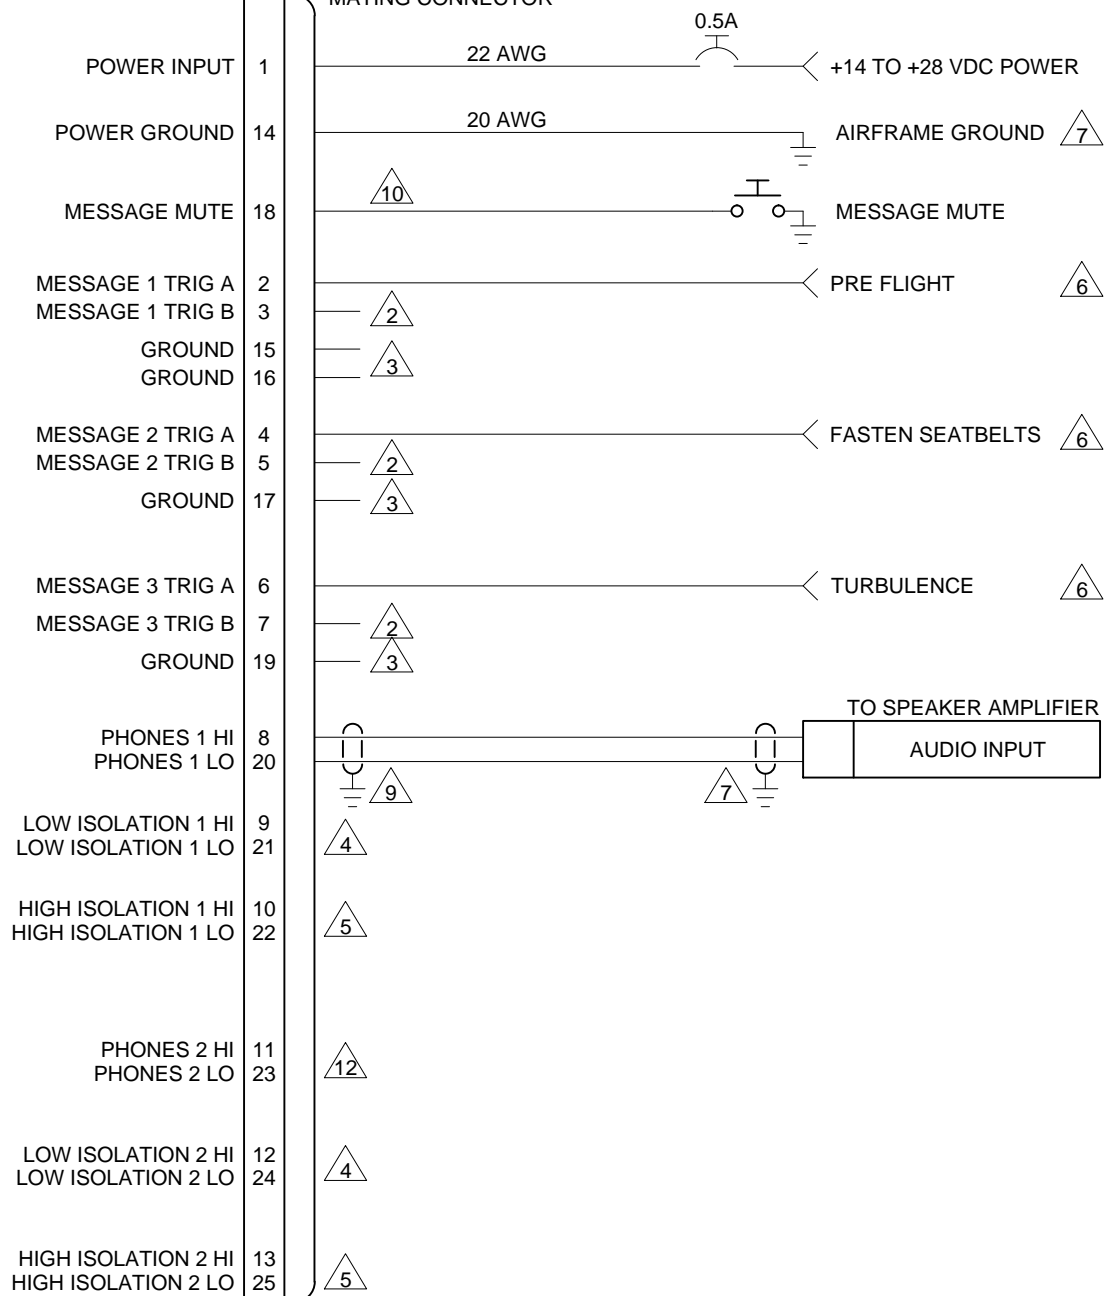 MATING CONNECTOR
0.5A
POWER INPUT 1 22 AWG +14 TO +28 VDC POWER
POWER GROUND 14 20 AWG AIRFRAME GROUND 7
10
MESSAGE MUTE 18 MESSAGE MUTE
MESSAGE 1 TRIG A 2 PRE FLIGHT 6
MESSAGE 1 TRIG B 3 2
GROUND 15
3
GROUND 16
MESSAGE 2 TRIG A 4 FASTEN SEATBELTS 6
MESSAGE 2 TRIG B 5 2
GROUND 17 3
MESSAGE 3 TRIG A 6 TURBULENCE 6
MESSAGE 3 TRIG B 7 2
GROUND 19 3
TO SPEAKER AMPLIFIER
PHONES 1 HI 8
AUDIO INPUT
PHONES 1 LO 20
9 7
LOW ISOLATION 1 HI 9
LOW ISOLATION 1 LO 21 4
HIGH ISOLATION 1 HI 10
HIGH ISOLATION 1 LO 22 5
PHONES 2 HI 11
PHONES 2 LO 23 12
LOW ISOLATION 2 HI 12
LOW ISOLATION 2 LO 24 4
HIGH ISOLATION 2 HI 13
HIGH ISOLATION 2 LO 25 5